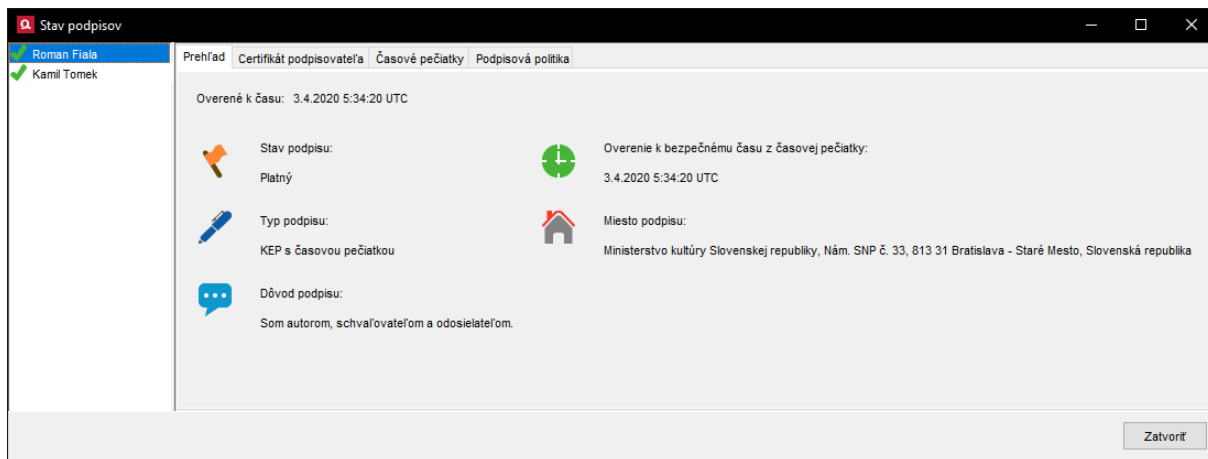 Stav podpisov
Roman Fiala
Kamil Tomek
Prehľad Certifikát podpisovateľa Časové pečiatky Podpisová politika
Overené k času: 3.4.2020 5:34:20 UTC
Stav podpisu:
Platný
Overenie k bezpečnému času z časovej pečiatky:
3.4.2020 5:34:20 UTC
Typ podpisu:
KEP s časovou pečiatkou
Miesto podpisu:
Ministerstvo kultúry Slovenskej republiky, Nám. SNP č. 33, 813 31 Bratislava - Staré Mesto, Slovenská republika
Dôvod podpisu:
Som autorom, schvaľovateľom a odosielateľom.
Zatvoriť